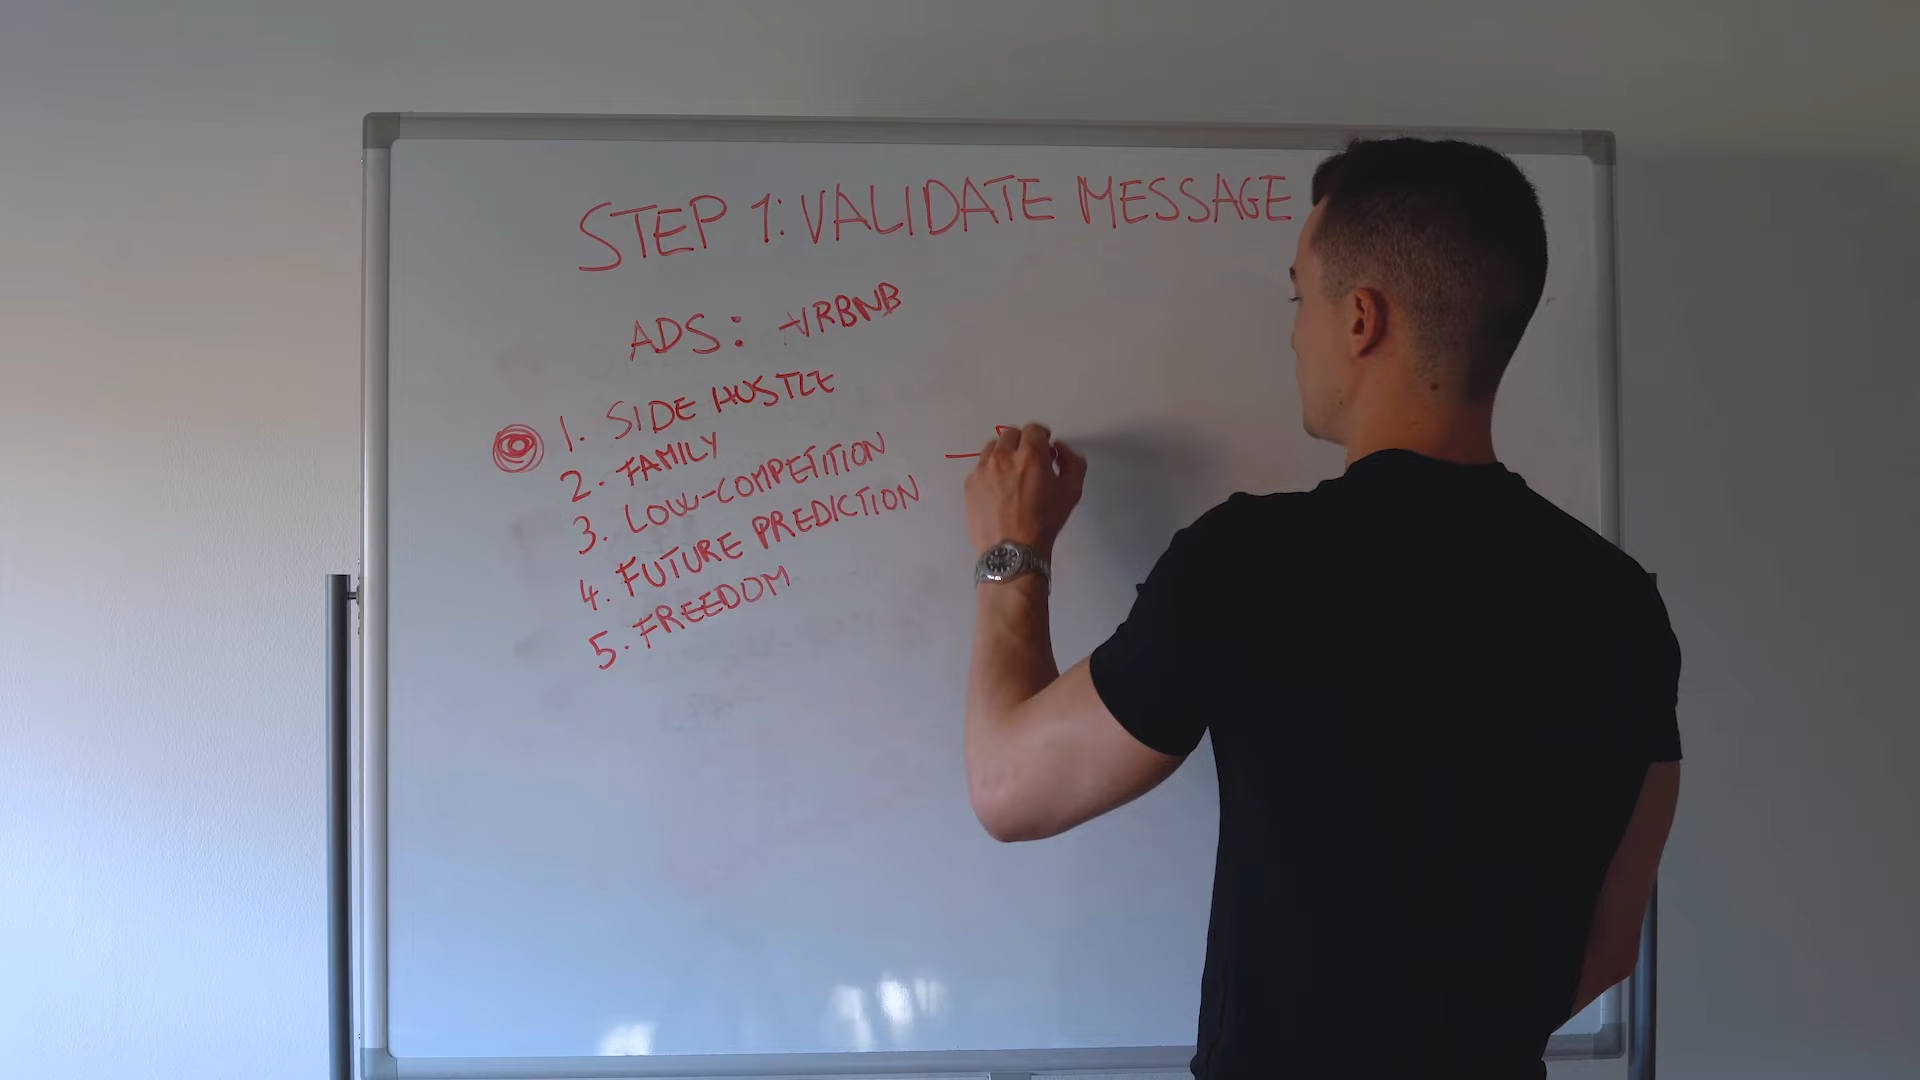 STEP 1: VALIDATE MESSAGE
ADS: AIRBNB
1. SIDE HUSTLE
2. FAMILY
3. LOW-COMPETITION
4. FUTURE PREDICTION
5. FREEDOM